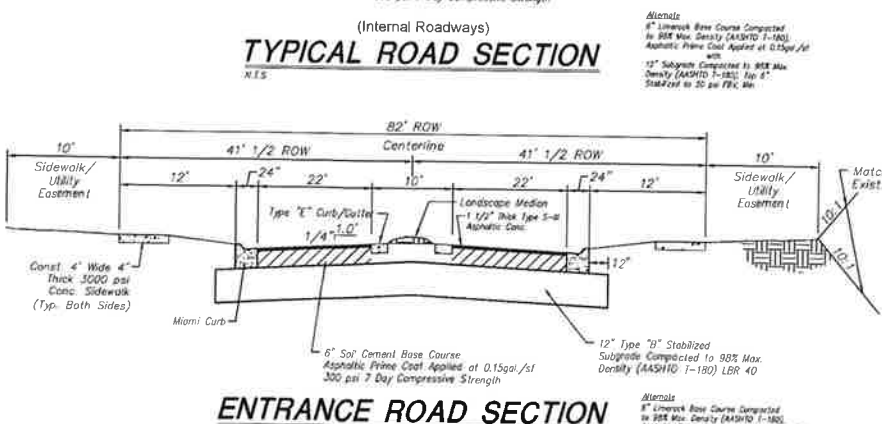 (Internal Roadways)
TYPICAL ROAD SECTION
N.T.S
Alternate
8" Limerock Base Course Compacted
to 98% Max. Density (AASHTO T-180),
Asphaltic Prime Coat Applied at 0.15gal./sf
with
12" Subgrade Compacted to 98% Max
Density (AASHTO T-180), Top 6"
Stabilized to 50 psi FBV, Min
82' ROW
10'
41' 1/2 ROW
Centerline
41' 1/2 ROW
10'
Sidewalk/
Utility
Easement
12'
24"
22'
10'
22'
24"
12'
Sidewalk/
Utility
Easement
Matc
Exist
Type "E" Curb/Gutter
Landscape Median
1 1/2" Thick Type S-III
Asphaltic Conc.
1/4"
1.0'
10:1
10:1
12"
Const. 4' Wide 4"
Thick 3000 psi
Conc. Sidewalk
(Typ. Both Sides)
Miami Curb
6" Soil Cement Base Course
Asphaltic Prime Coat Applied at 0.15gal./sf
300 psi 7 Day Compressive Strength
12" Type "B" Stabilized
Subgrade Compacted to 98% Max.
Density (AASHTO T-180) LBR 40
ENTRANCE ROAD SECTION
Alternate
8" Limerock Base Course Compacted
to 98% Max. Density (AASHTO T-180),